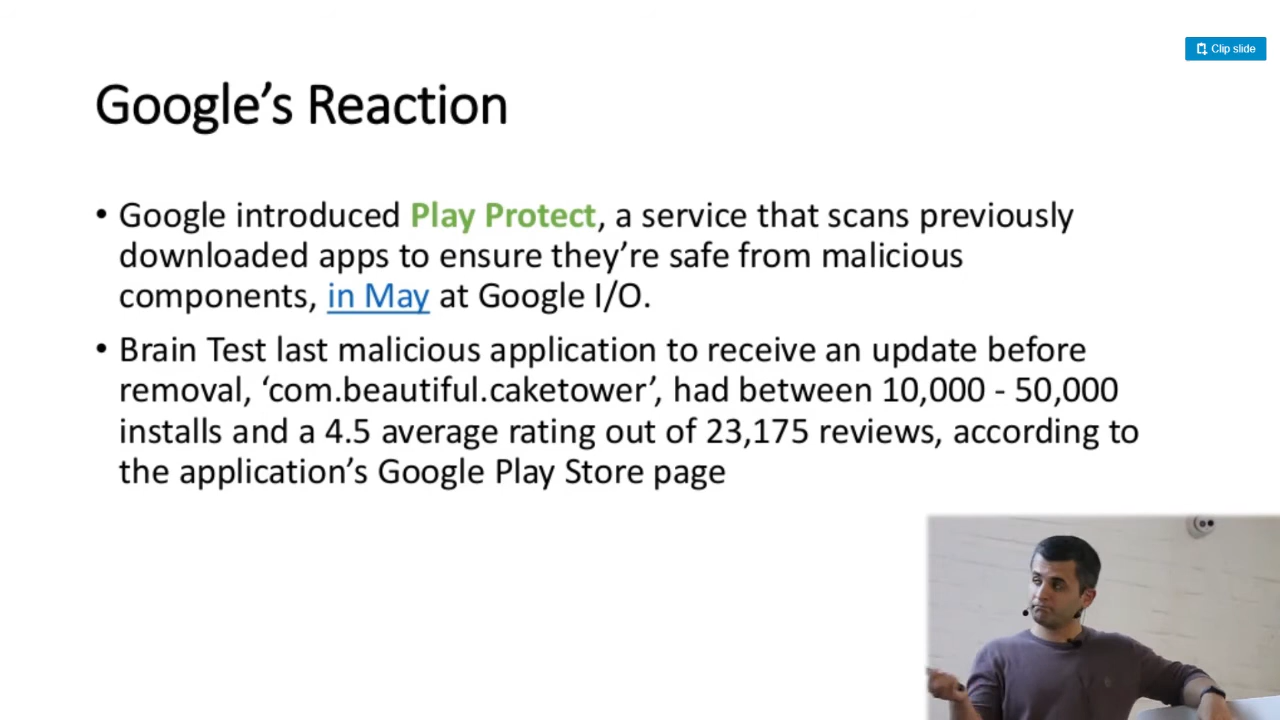 Clip slide
Google’s Reaction
• Google introduced Play Protect, a service that scans previously
downloaded apps to ensure they’re safe from malicious
components, in May at Google I/O.
• Brain Test last malicious application to receive an update before
removal, ‘com.beautiful.caketower’, had between 10,000 - 50,000
installs and a 4.5 average rating out of 23,175 reviews, according to
the application’s Google Play Store page